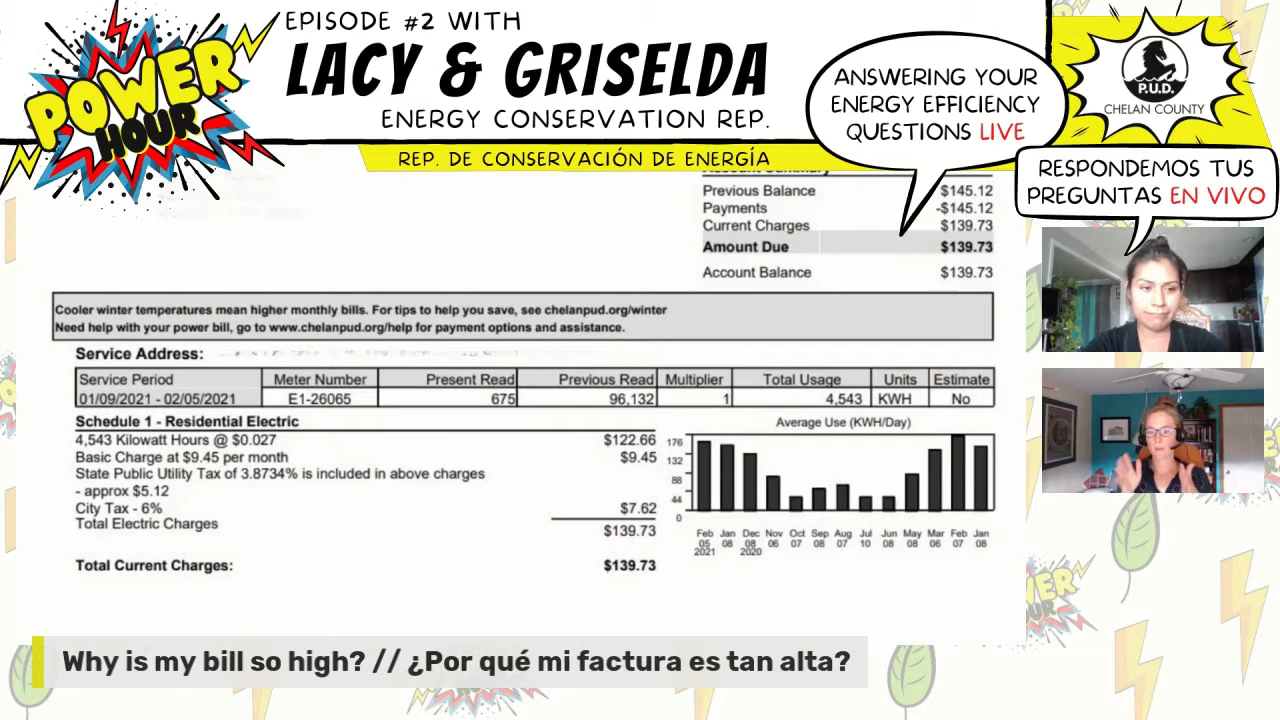 POWER
HOUR
EPISODE #2 WITH
LACY & GRISELDA
ENERGY CONSERVATION REP.
REP. DE CONSERVACIÓN DE ENERGÍA
ANSWERING YOUR
ENERGY EFFICIENCY
QUESTIONS LIVE
P.U.D.
CHELAN COUNTY
RESPONDEMOS TUS
PREGUNTAS EN VIVO
Account Summary
Previous Balance $145.12
Payments -$145.12
Current Charges $139.73
Amount Due $139.73
Account Balance $139.73
Cooler winter temperatures mean higher monthly bills. For tips to help you save, see chelanpud.org/winter
Need help with your power bill, go to www.chelanpud.org/help for payment options and assistance.
Service Address:
Service Period Meter Number Present Read Previous Read Multiplier Total Usage Units Estimate
01/09/2021 - 02/05/2021 E1-26065 675 96,132 1 4,543 KWH No
Schedule 1 - Residential Electric
4,543 Kilowatt Hours @ $0.027 $122.66
Basic Charge at $9.45 per month $9.45
State Public Utility Tax of 3.8734% is included in above charges
- approx $5.12
City Tax - 6% $7.62
Total Electric Charges $139.73
Total Current Charges: $139.73
Average Use (KWH/Day)
176
132
88
44
0
Feb Jan Dec Nov Oct Sep Aug Jul Jun May Mar Feb Jan
05 08 08 06 07 08 07 10 08 08 06 07 08
2021 2020
Why is my bill so high? // ¿Por qué mi factura es tan alta?